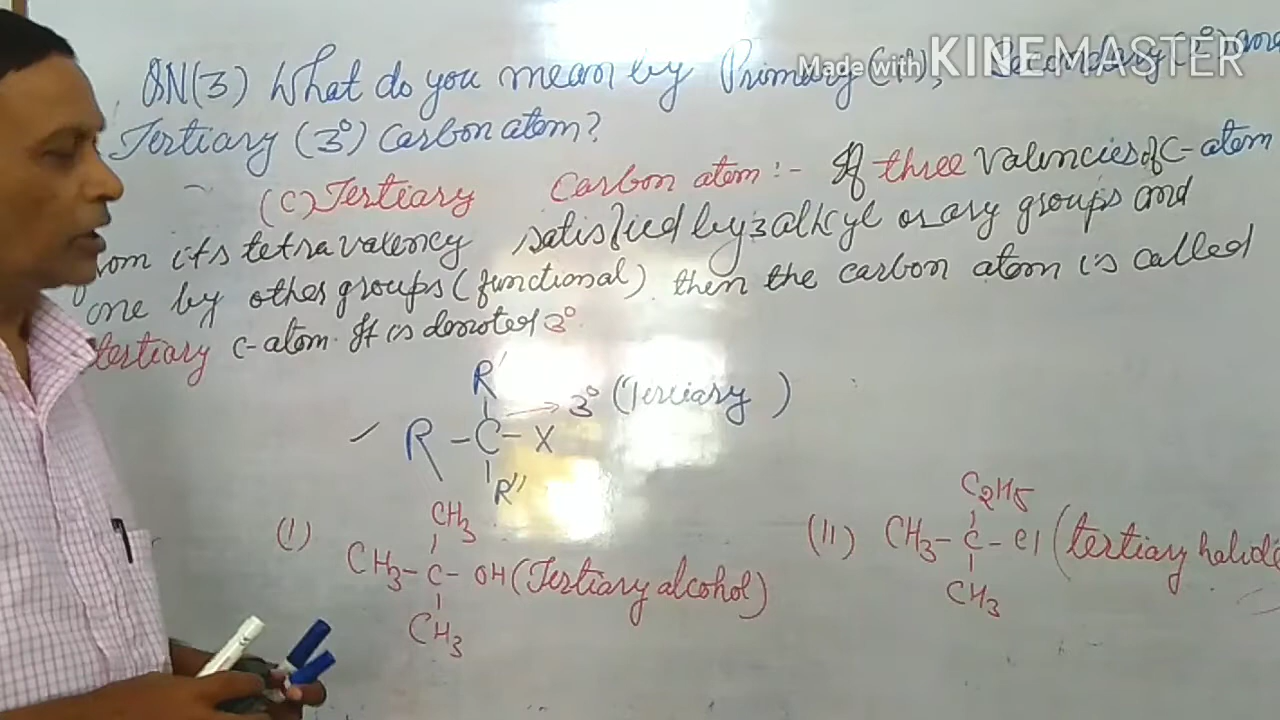 QN(3) What do you mean by Primary (1°), Secondary (2°) and
Made with KINEMASTER
Tertiary (3°) Carbon atom?
(C) Tertiary Carbon atom :- If three Valencies of C-atom
from its tetravalency satisfied by 3 alkyl or ary groups and
one by other groups (functional) then the carbon atom is called
tertiary C-atom. It is denoted 3°.
R'
R - C - X → 3° (Tertiary)
R"
(I) CH3
CH3 - C - OH (Tertiary alcohol)
CH3
(II) C2H5
CH3 - C - Cl (tertiary halide
CH3